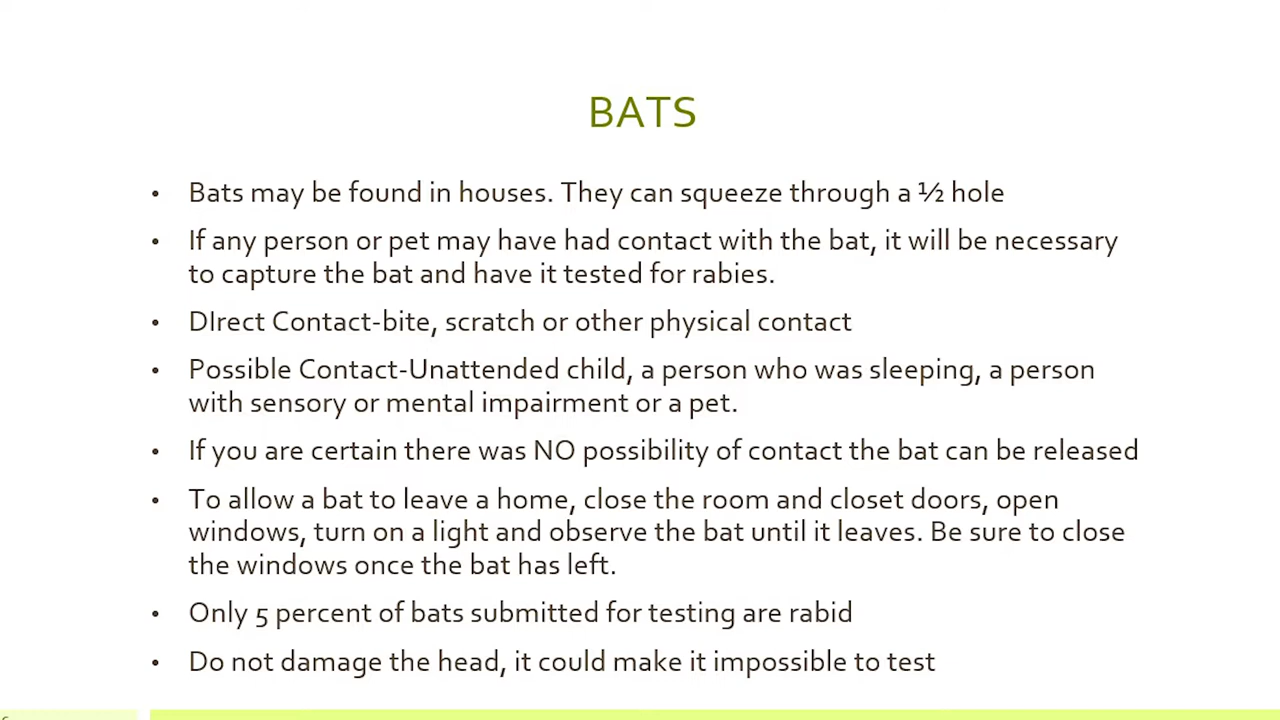 BATS
• Bats may be found in houses. They can squeeze through a ½ hole
• If any person or pet may have had contact with the bat, it will be necessary
to capture the bat and have it tested for rabies.
• DIrect Contact-bite, scratch or other physical contact
• Possible Contact-Unattended child, a person who was sleeping, a person
with sensory or mental impairment or a pet.
• If you are certain there was NO possibility of contact the bat can be released
• To allow a bat to leave a home, close the room and closet doors, open
windows, turn on a light and observe the bat until it leaves. Be sure to close
the windows once the bat has left.
• Only 5 percent of bats submitted for testing are rabid
• Do not damage the head, it could make it impossible to test